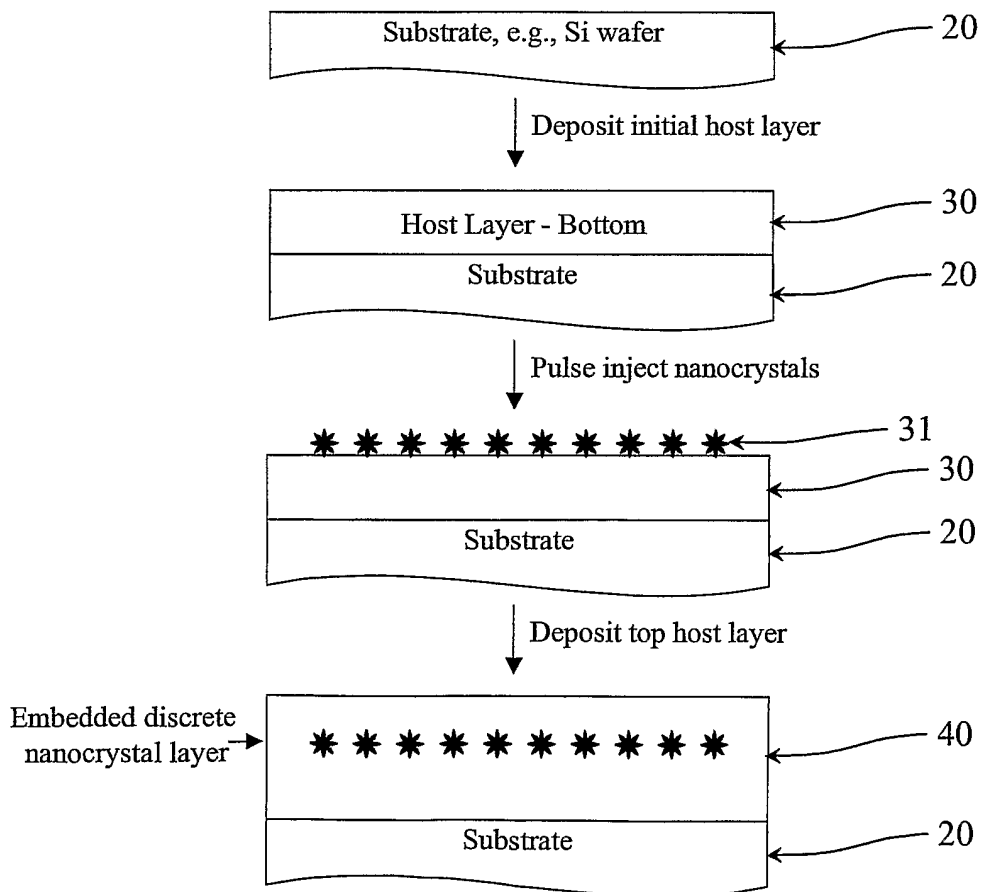 Substrate, e.g., Si wafer
20
Deposit initial host layer
30
Host Layer - Bottom
Substrate
20
Pulse inject nanocrystals
31
30
Substrate
20
Deposit top host layer
Embedded discrete
nanocrystal layer
40
Substrate
20